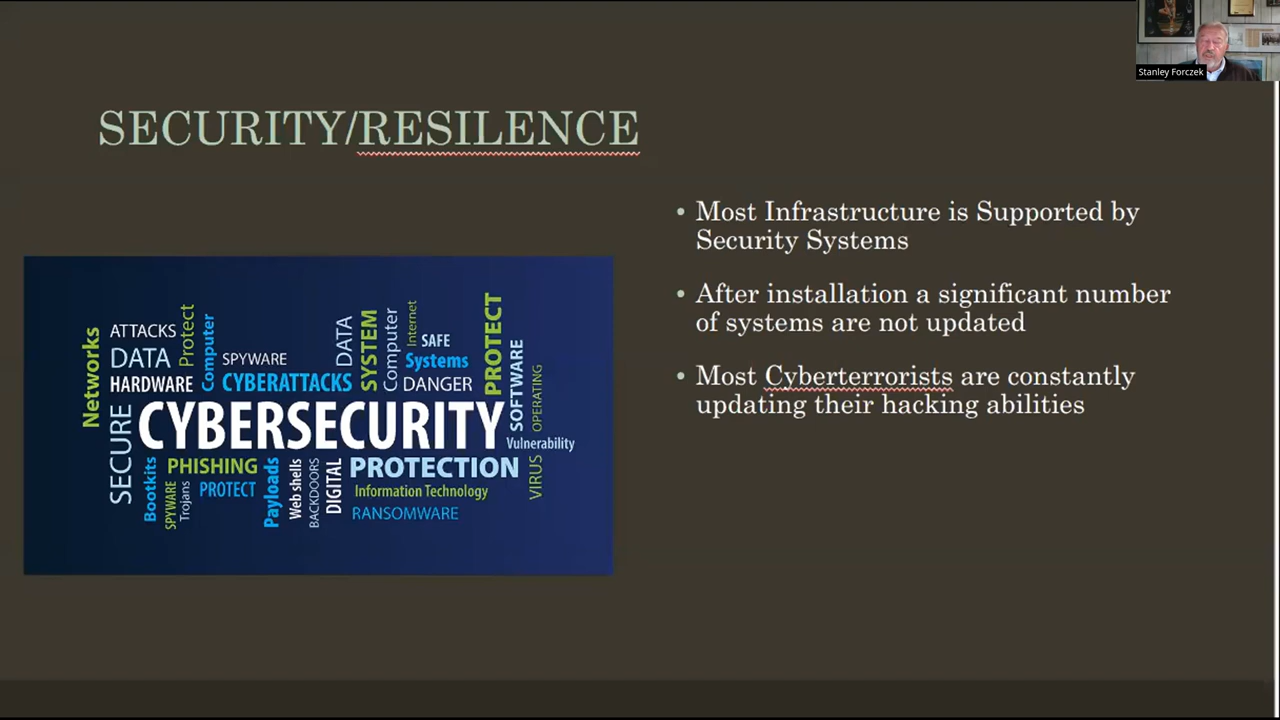 Stanley Forczek
SECURITY/RESILENCE
• Most Infrastructure is Supported by
Security Systems
• After installation a significant number
of systems are not updated
• Most Cyberterrorists are constantly
updating their hacking abilities
Networks
ATTACKS
Protect
DATA
Computer
SPYWARE
HARDWARE
CYBERATTACKS
DATA
SYSTEM
Computer
Internet
SAFE
Systems
DANGER
PROTECT
SOFTWARE
OPERATING
SECURE
CYBERSECURITY
Vulnerability
Bootkits
PHISHING
SPYWARE
Trojans
PROTECT
Payloads
Web shells
BACKDOORS
DIGITAL
PROTECTION
Information Technology
RANSOMWARE
VIRUS